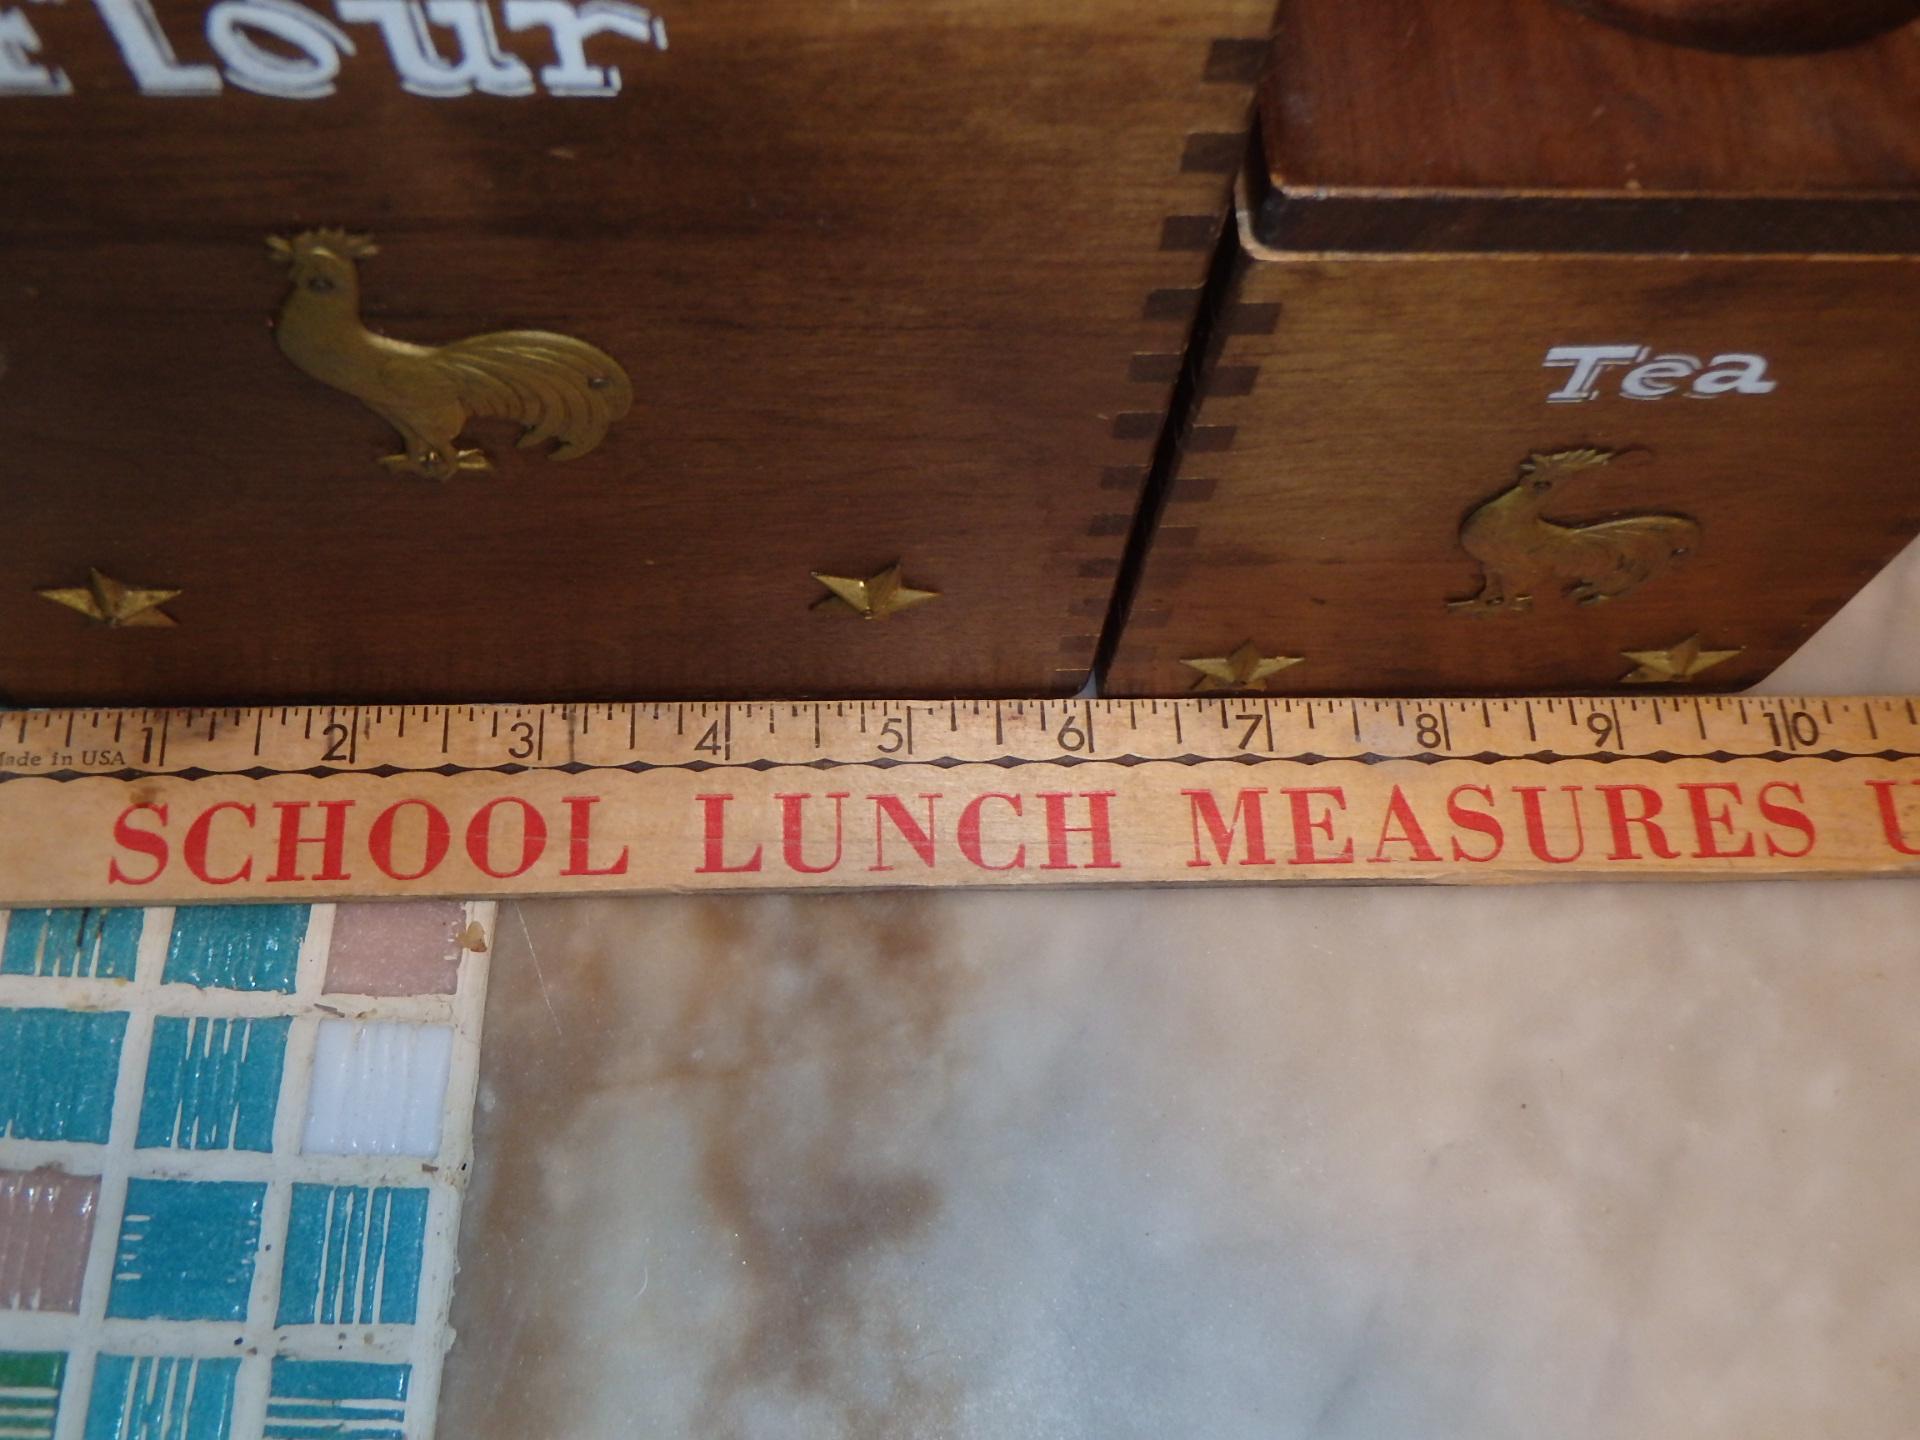 Flour
Tea
1 2 3 4 5 6 7 8 9 10
Made in USA
SCHOOL LUNCH MEASURES U